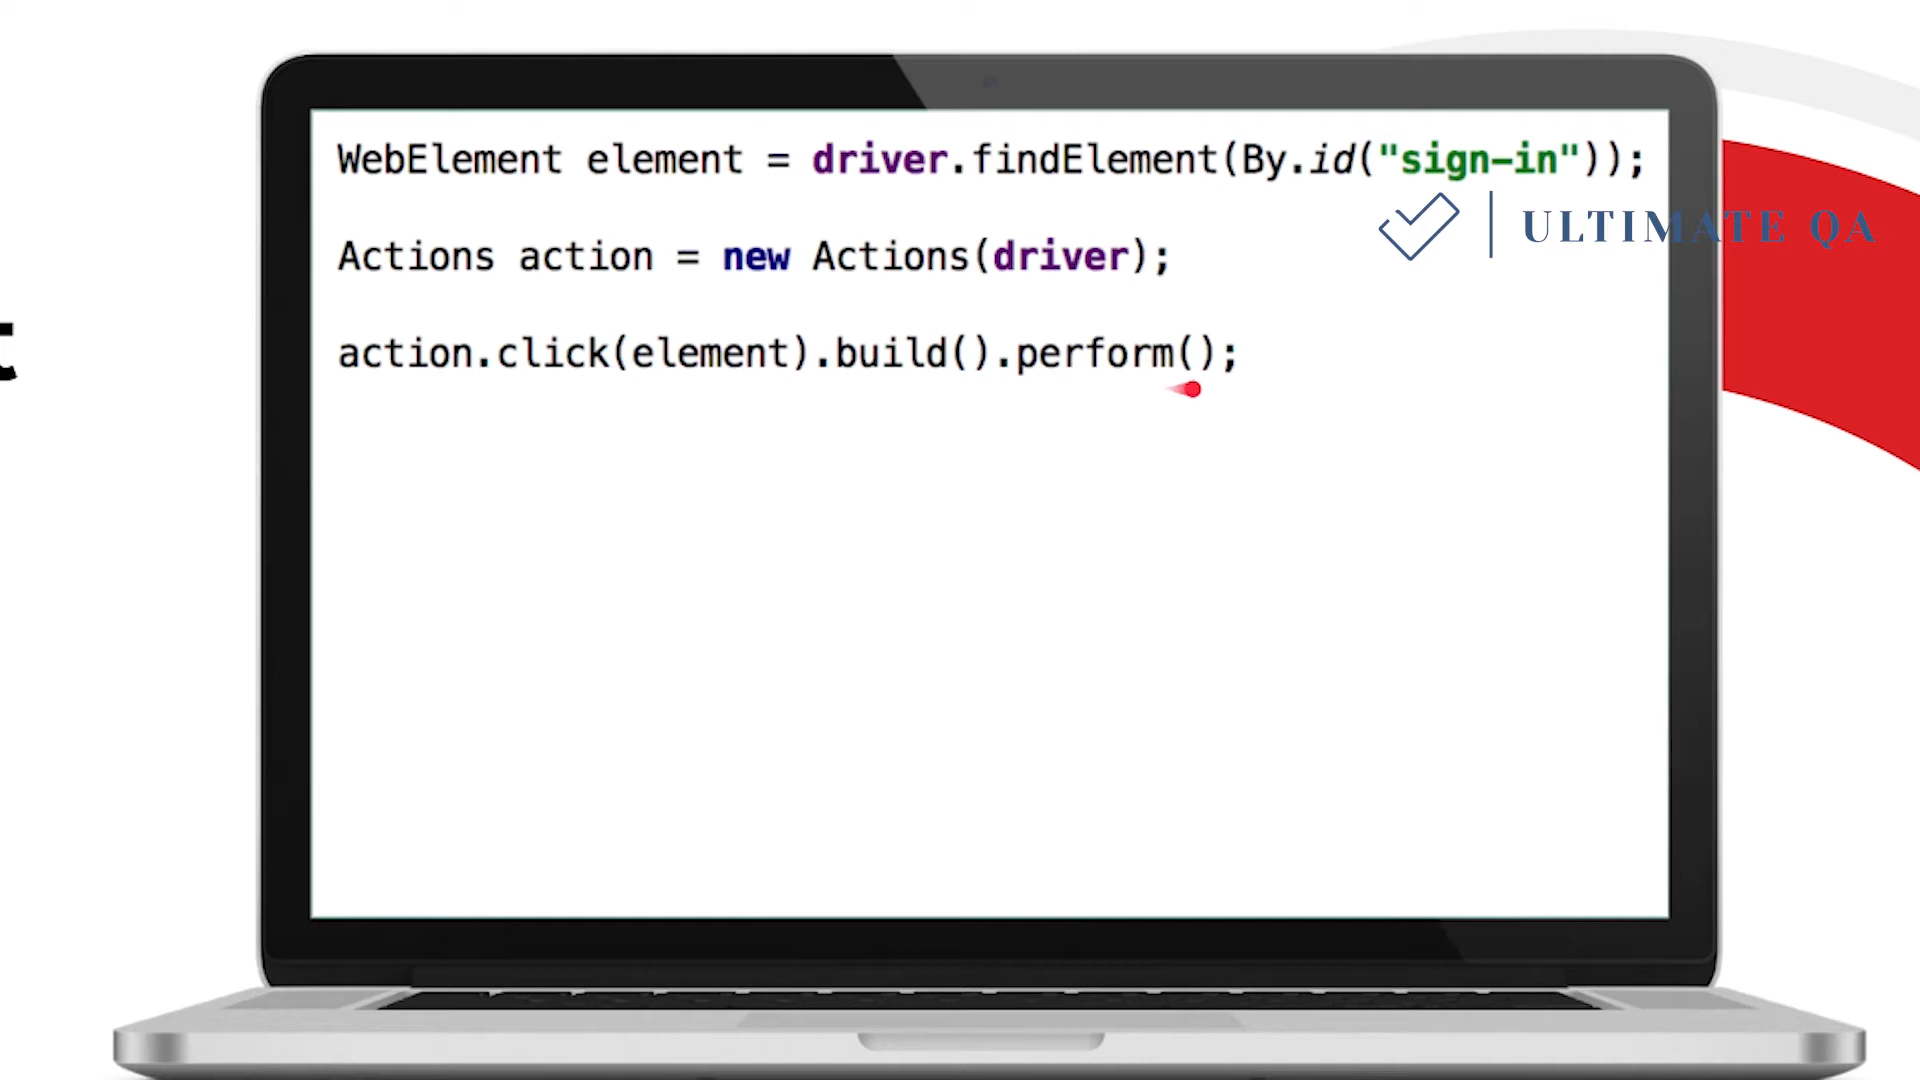 WebElement element = driver.findElement(By.id("sign-in"));
ULTIMATE QA
Actions action = new Actions(driver);
action.click(element).build().perform();
t